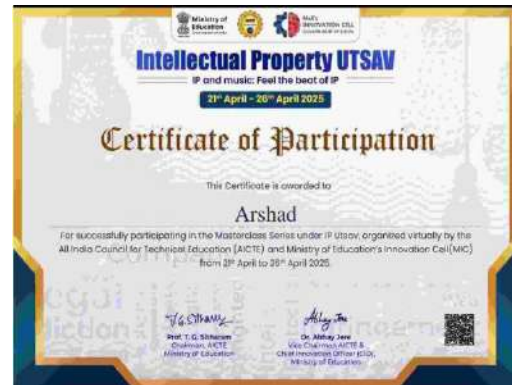 Ministry of
Education
MoE's
INNOVATION CELL
Intellectual Property UTSAV
IP and music: Feel the beat of IP
21st April - 26th April 2025
Certificate of Participation
This Certificate is awarded to
Arshad
For successfully participating in the Masterclass Series under IP Utsav, organised virtually by the
All India Council for Technical Education (AICTE) and Ministry of Education's Innovation Cell(MIC)
from 21st April to 26th April 2025.
Prof. T. G. Sitharam
Chairman, AICTE
Ministry of Education
Dr. Abhay Jere
Vice Chairman AICTE &
Chief Innovation Officer (CIO),
Ministry of Education